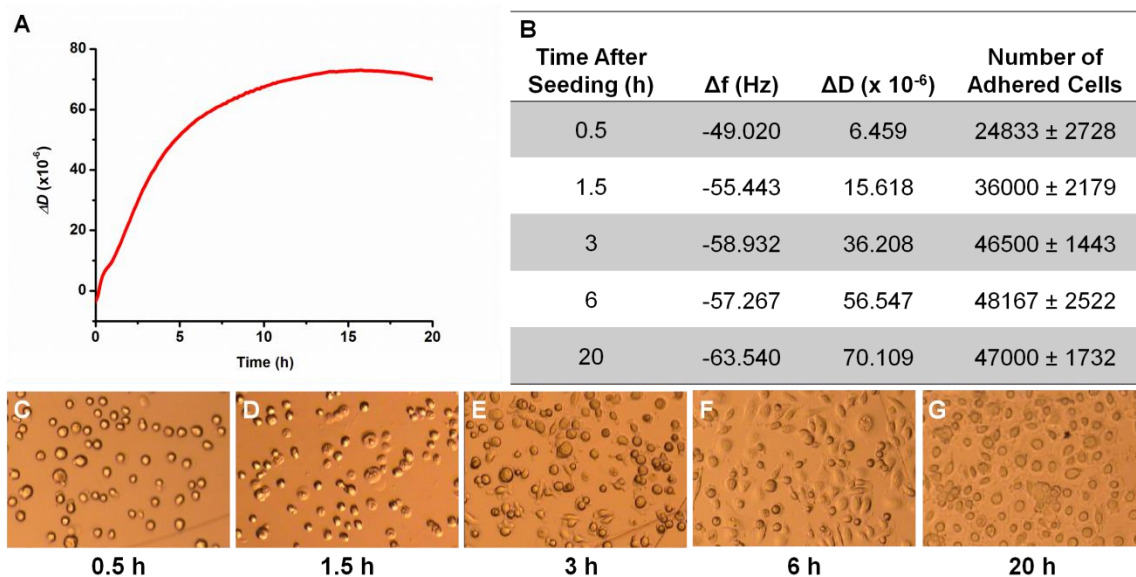 A
80
60
40
20
0
ΔD (x10⁻⁶)
0 5 10 15 20
Time (h)
B
Time After Seeding (h) Δf (Hz) ΔD (x 10⁻⁶) Number of Adhered Cells
0.5 -49.020 6.459 24833 ± 2728
1.5 -55.443 15.618 36000 ± 2179
3 -58.932 36.208 46500 ± 1443
6 -57.267 56.547 48167 ± 2522
20 -63.540 70.109 47000 ± 1732
C D E F G
0.5 h 1.5 h 3 h 6 h 20 h